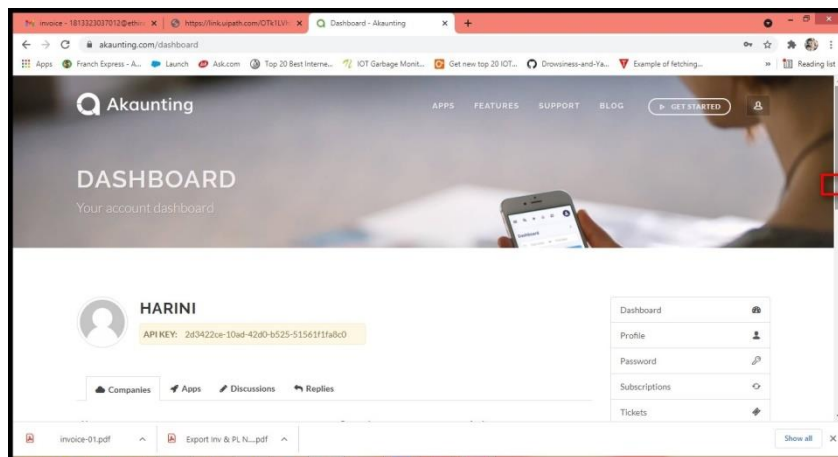 invoice - 1813323037012@ethir
https://link.uipath.com/OTk1LVI
Dashboard - Akaunting
akaunting.com/dashboard
Apps Franch Express - A... Launch Ask.com Top 20 Best Interne... IOT Garbage Monit... Get new top 20 IOT... Drowsiness-and-Ya... Example of fetching... » Reading list
Akaunting
APPS FEATURES SUPPORT BLOG GET STARTED
DASHBOARD
Your account dashboard
Dashboard
HARINI
API KEY: 2d3422ce-10ad-42d0-b525-51561f1fa8c0
Companies Apps Discussions Replies
Dashboard
Profile
Password
Subscriptions
Tickets
invoice-01.pdf
Export Inv & PL N....pdf
Show all